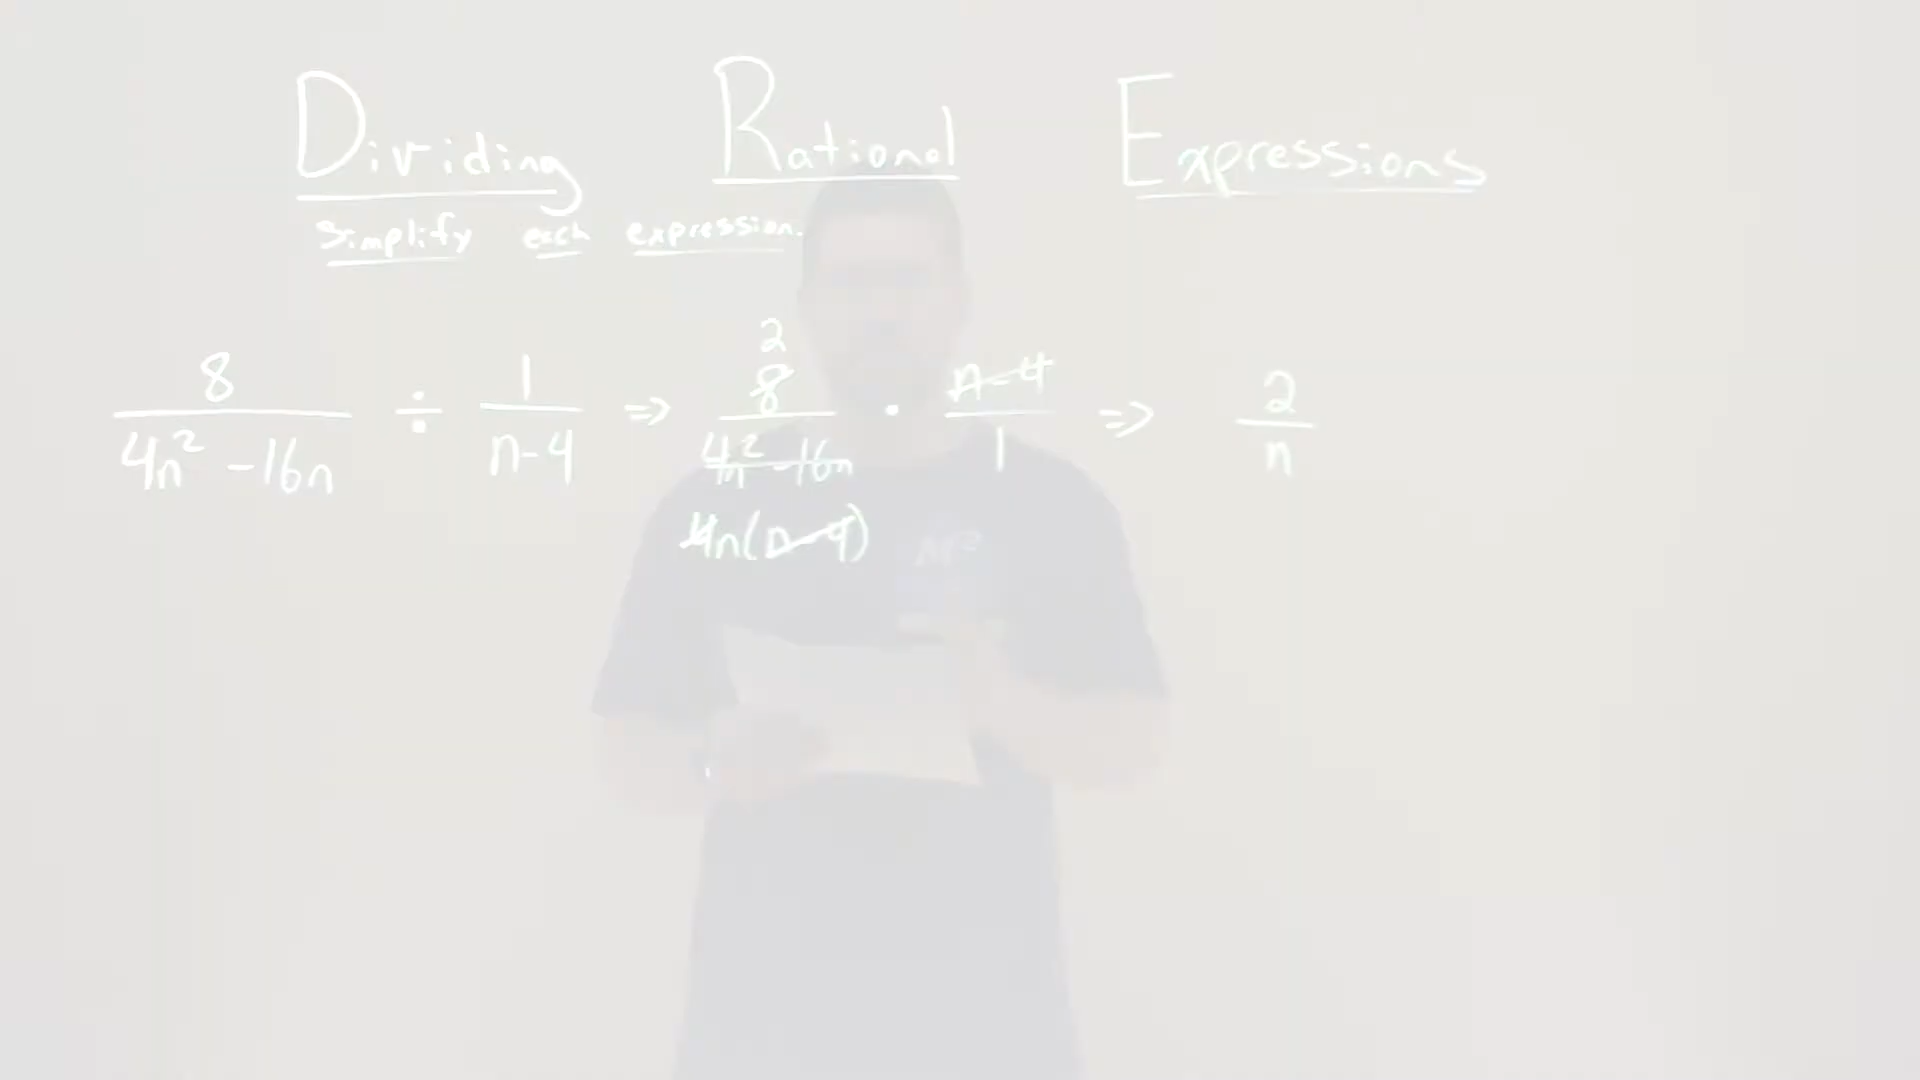 Dividing Rational Expressions
Simplify each expression.
8/(4n² -16n) ÷ 1/(n-4) ⇒ 2 8/(4n² -16n) · (n-4)/1 ⇒ 2/n
4n(n-4)